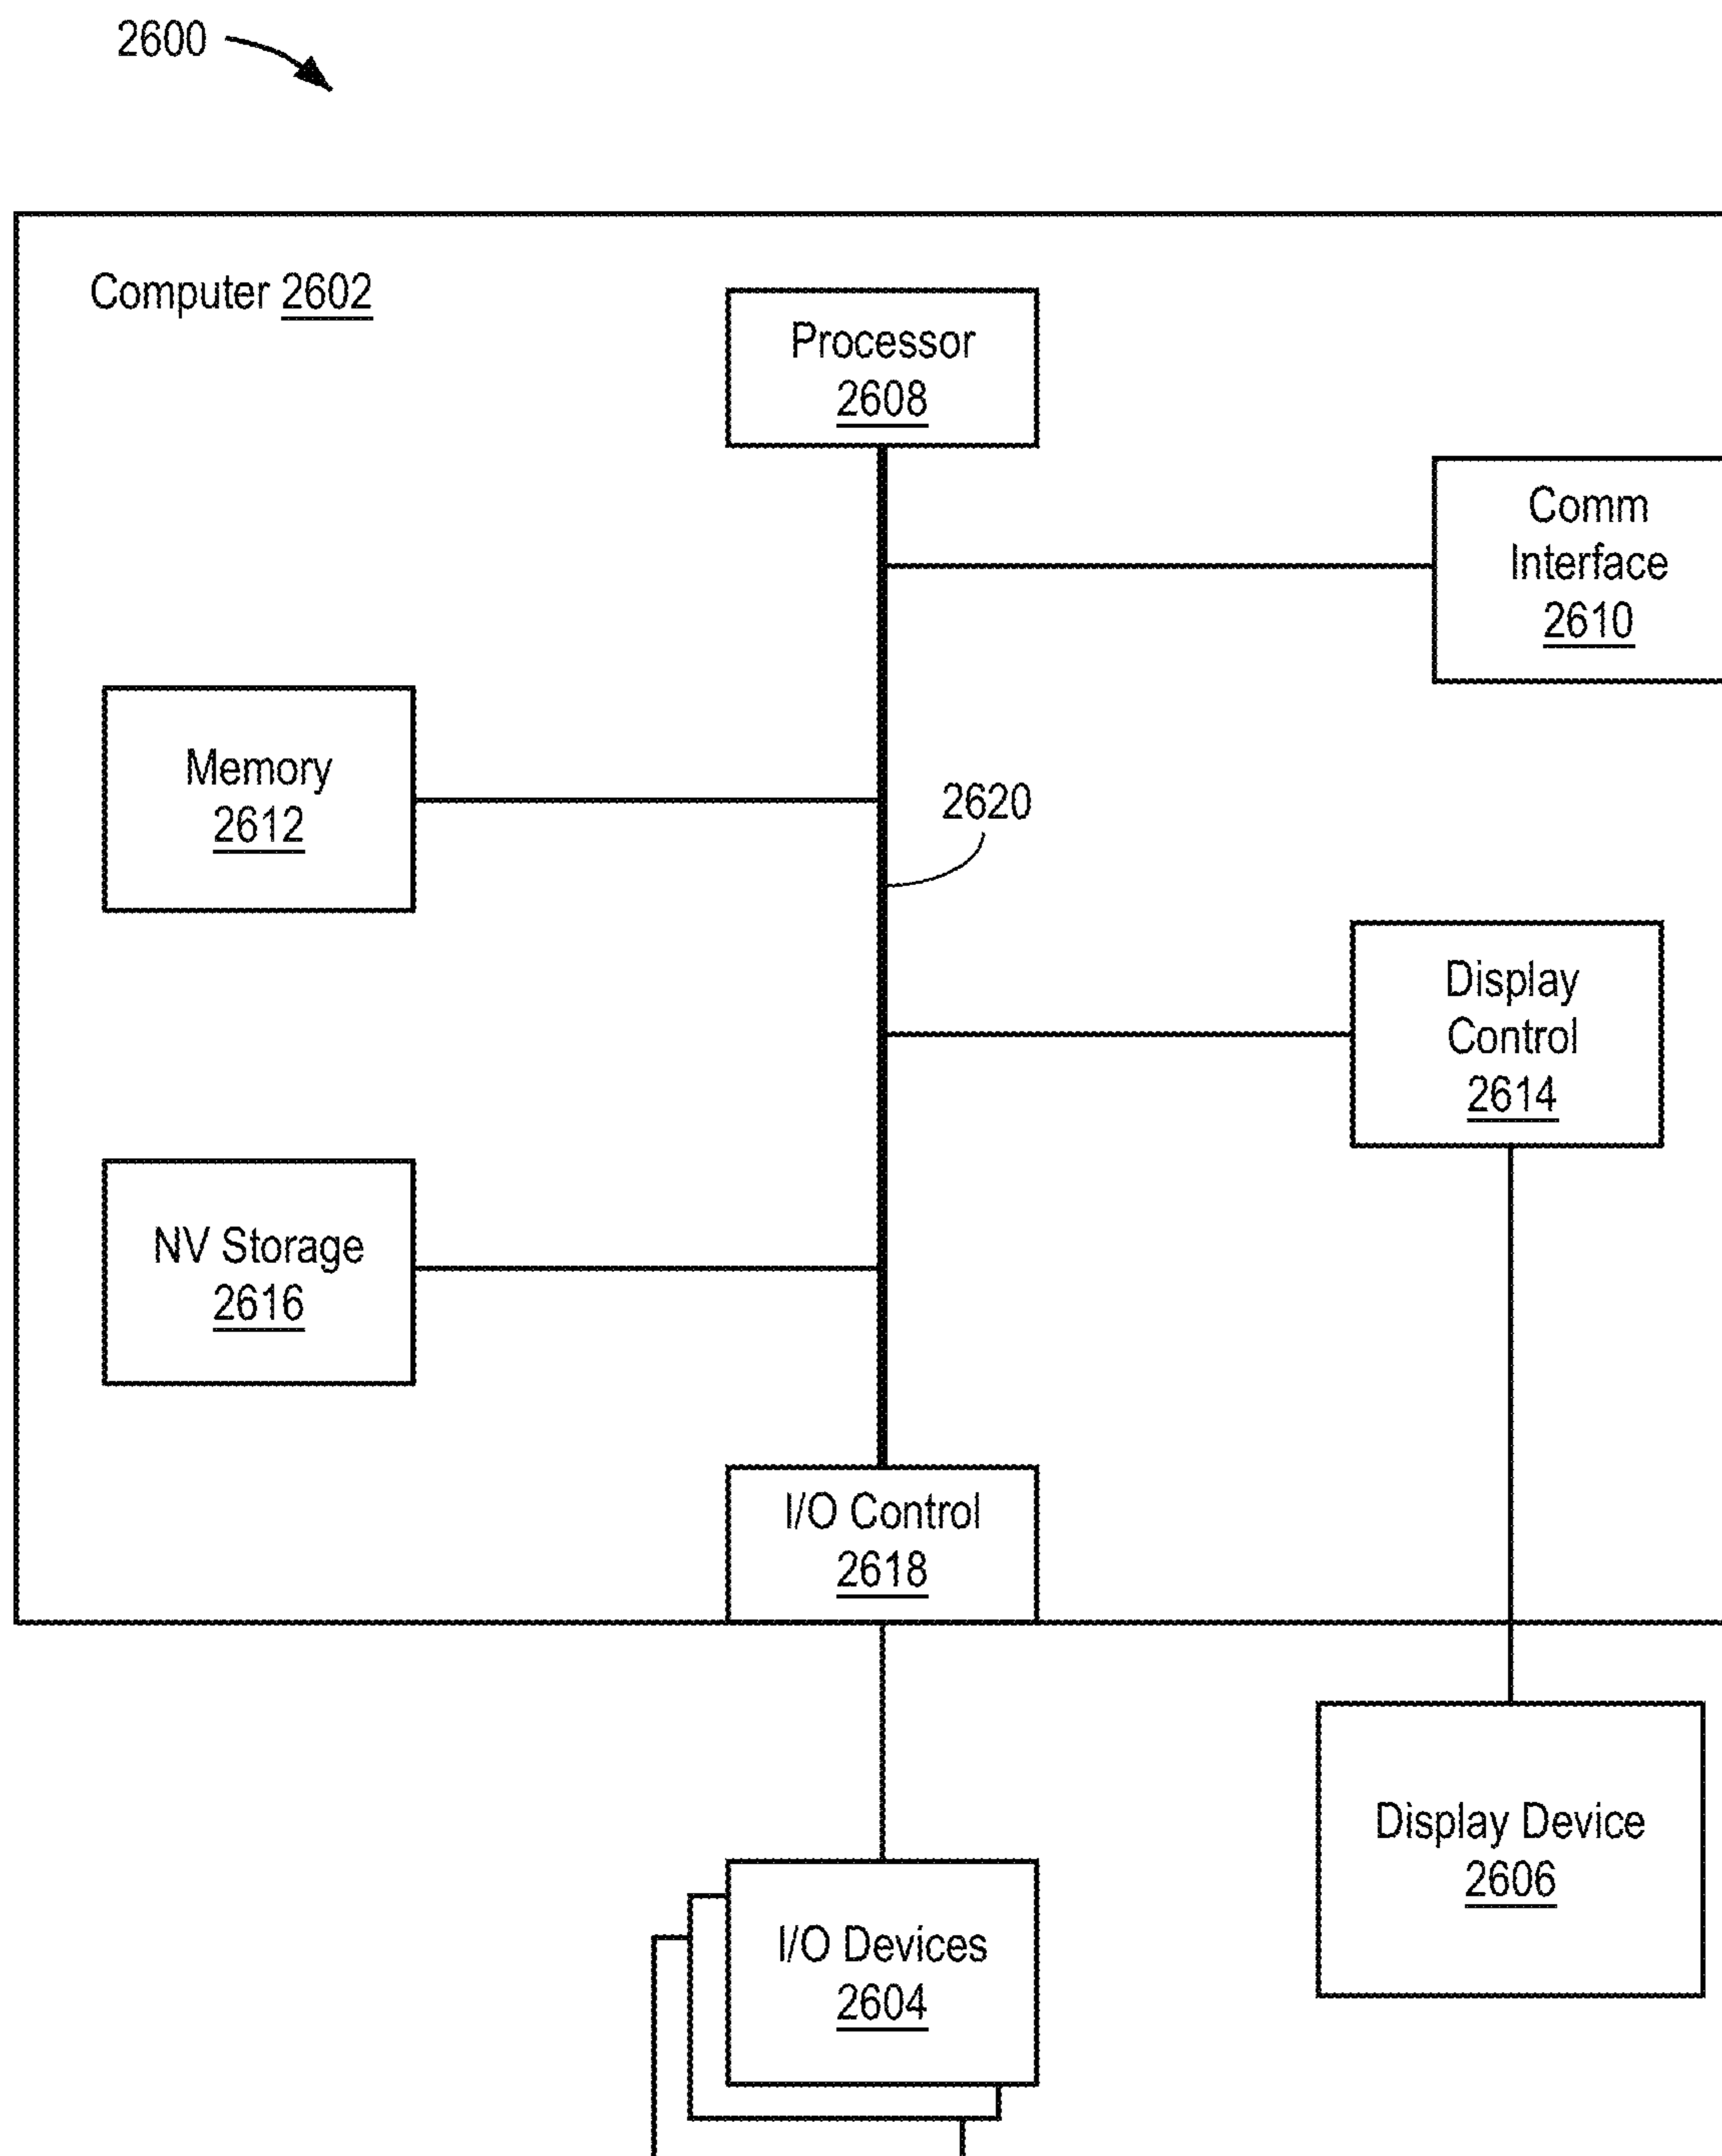 2600
Computer 2602
Processor
2608
Comm
Interface
2610
Memory
2612
2620
Display
Control
2614
NV Storage
2616
I/O Control
2618
Display Device
2606
I/O Devices
2604